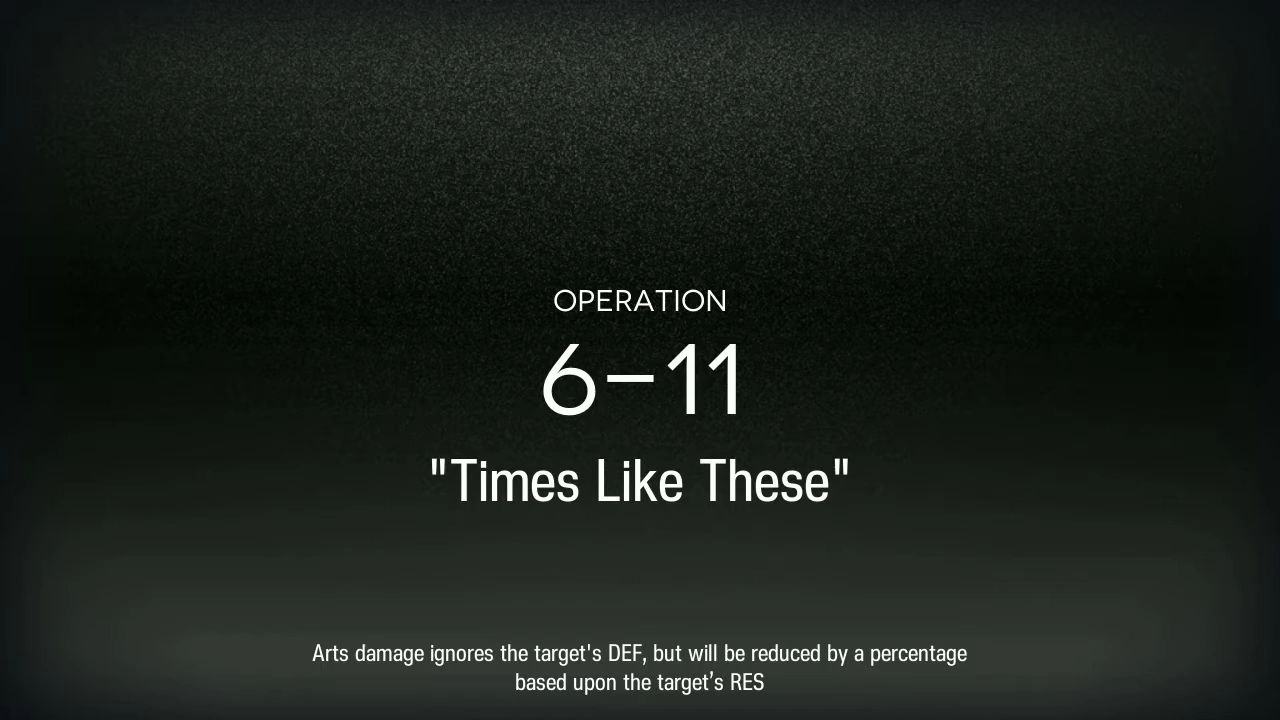 OPERATION
6–11
"Times Like These"
Arts damage ignores the target's DEF, but will be reduced by a percentage
based upon the target’s RES